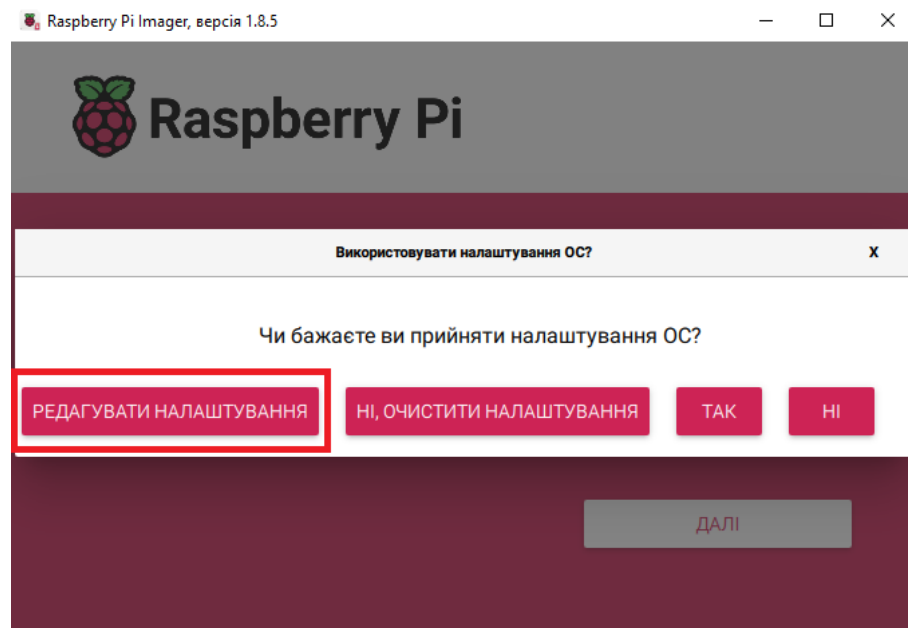 Raspberry Pi Imager, версія 1.8.5
Raspberry Pi
Використовувати налаштування ОС?
X
Чи бажаєте ви прийняти налаштування ОС?
РЕДАГУВАТИ НАЛАШТУВАННЯ
НІ, ОЧИСТИТИ НАЛАШТУВАННЯ
ТАК
НІ
ДАЛІ